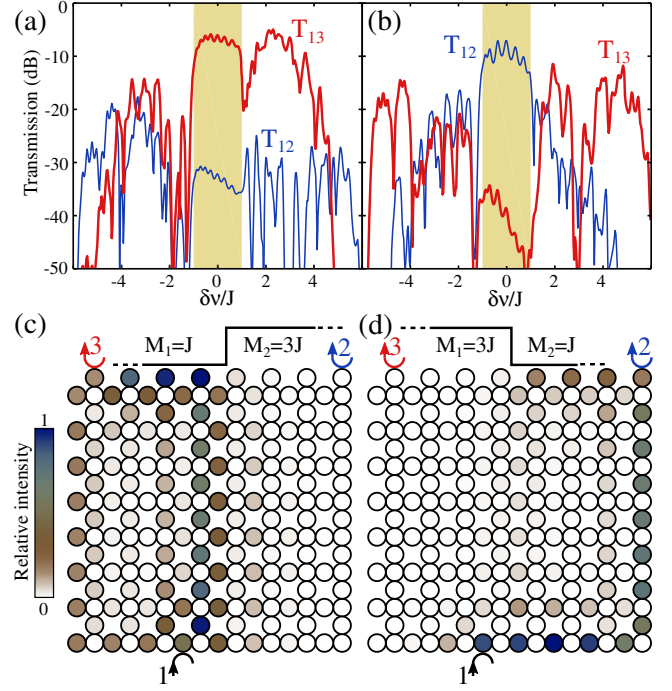 (a)
(b)
Transmission (dB)
0
-10
-20
-30
-40
-50
T13
T12
T12
T13
-4 -2 0 2 4
-4 -2 0 2 4
δν/J
δν/J
(c)
(d)
3
M1=J
M2=3J
2
3
M1=3J
M2=J
2
Relative intensity
1
0
1
1